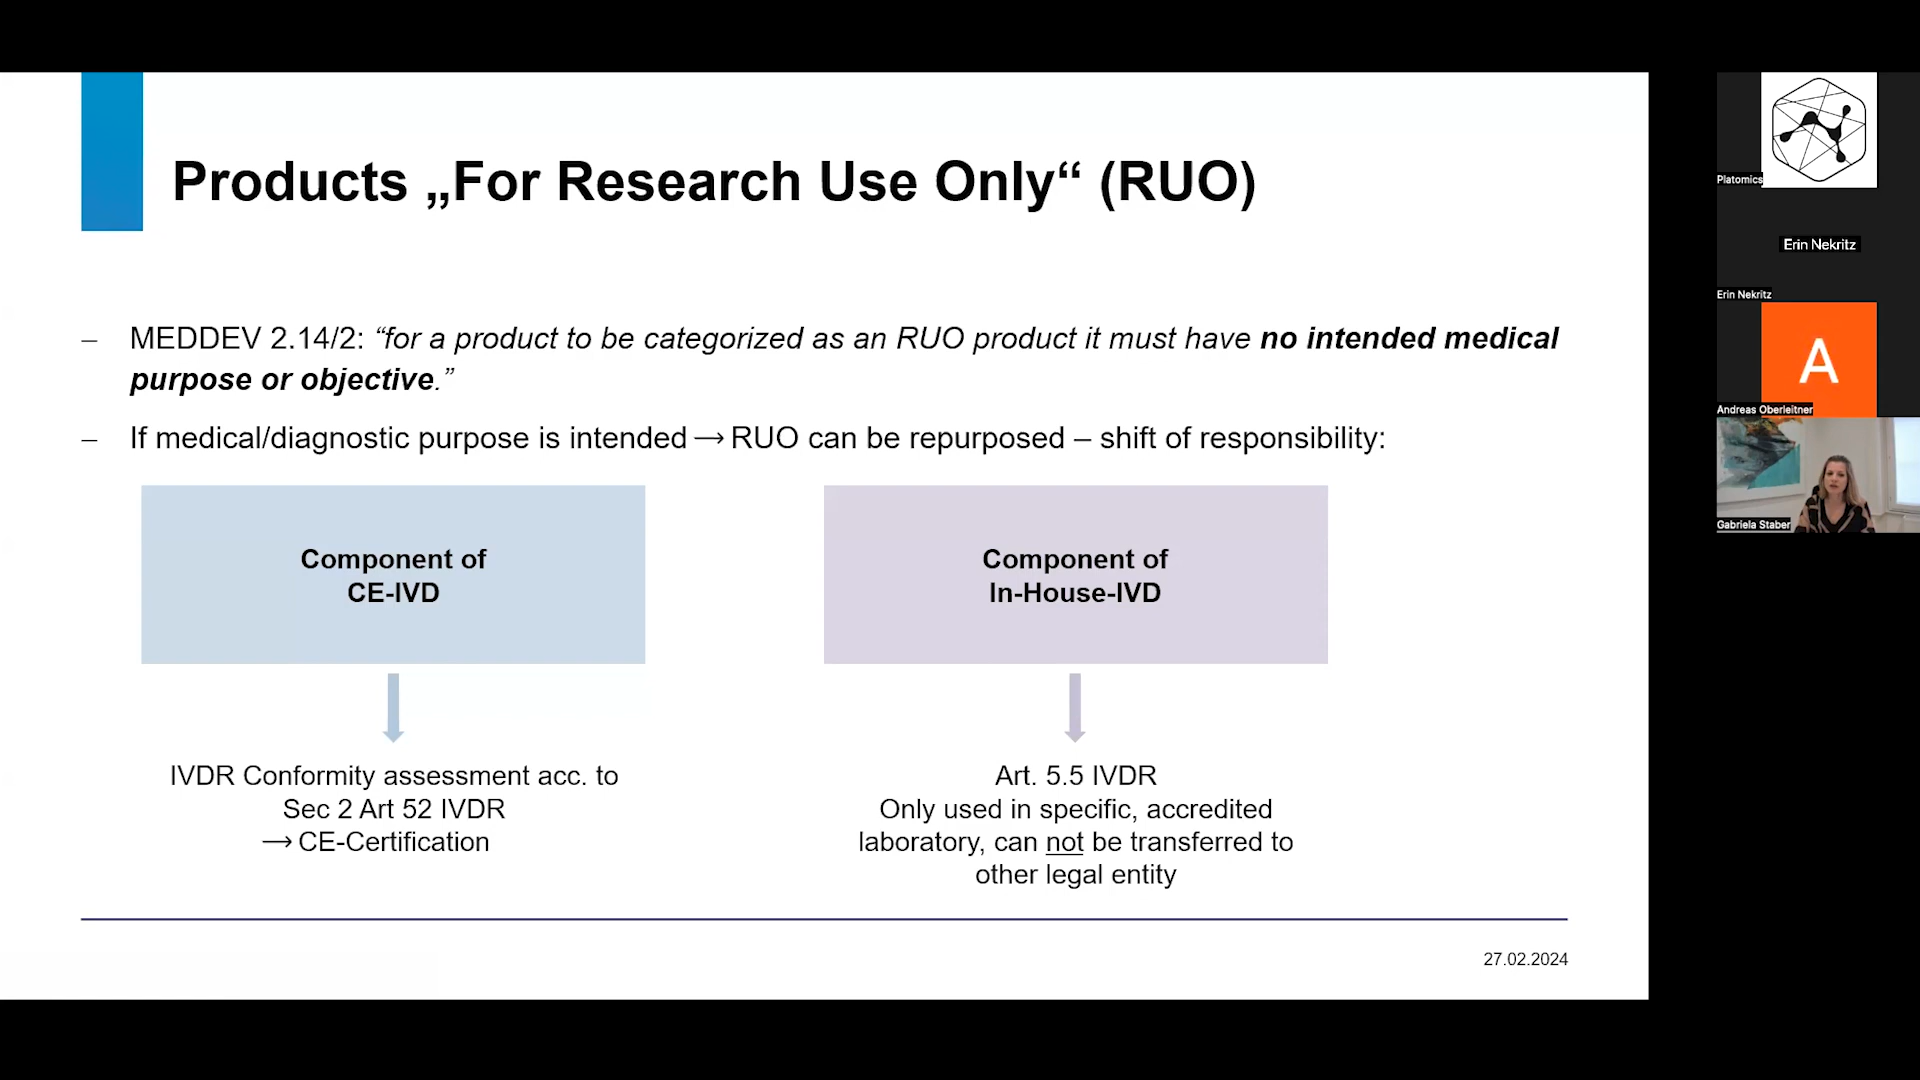 Products „For Research Use Only“ (RUO)
– MEDDEV 2.14/2: “for a product to be categorized as an RUO product it must have no intended medical
purpose or objective.”
– If medical/diagnostic purpose is intended → RUO can be repurposed – shift of responsibility:
Component of
CE-IVD
IVDR Conformity assessment acc. to
Sec 2 Art 52 IVDR
→ CE-Certification
Component of
In-House-IVD
Art. 5.5 IVDR
Only used in specific, accredited
laboratory, can not be transferred to
other legal entity
27.02.2024
Platomics
Erin Nekritz
Erin Nekritz
A
Andreas Oberleitner
Gabriela Staber